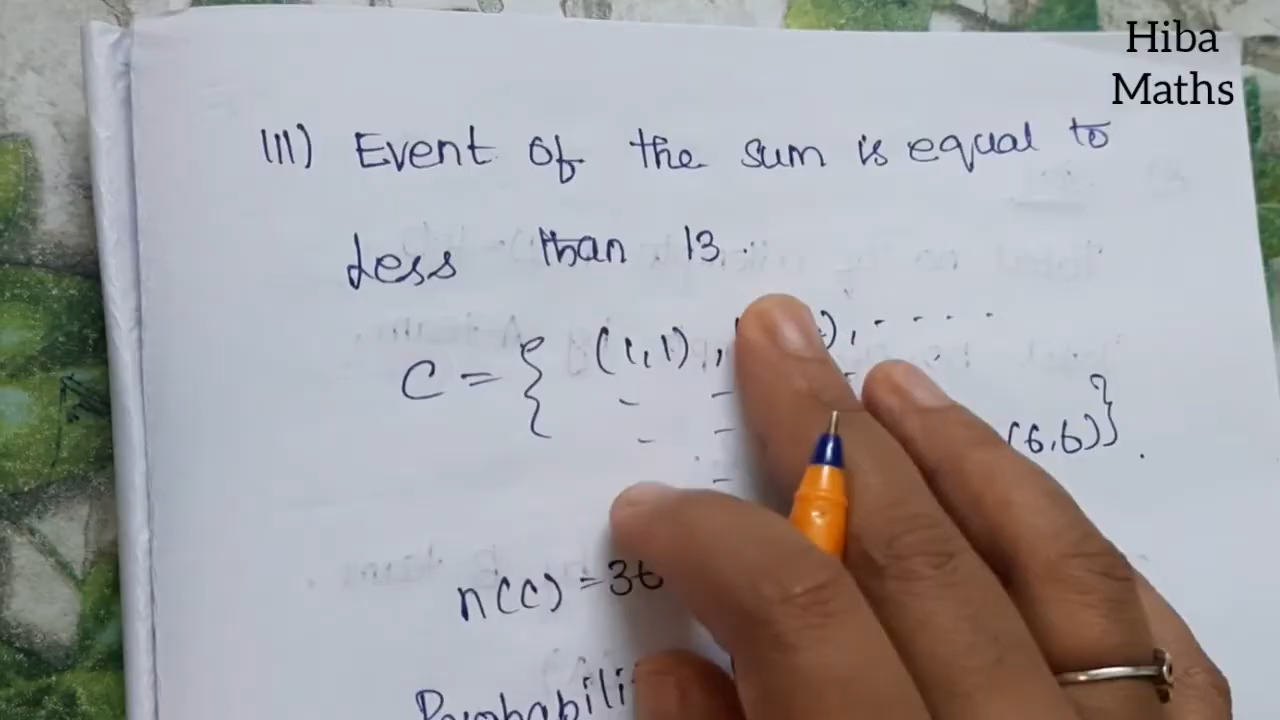 Hiba
Maths
III) Event of the sum is equal to
Less than 13.
C = { (1,1), ), - - - -
(6,6)}.
n(C) = 36